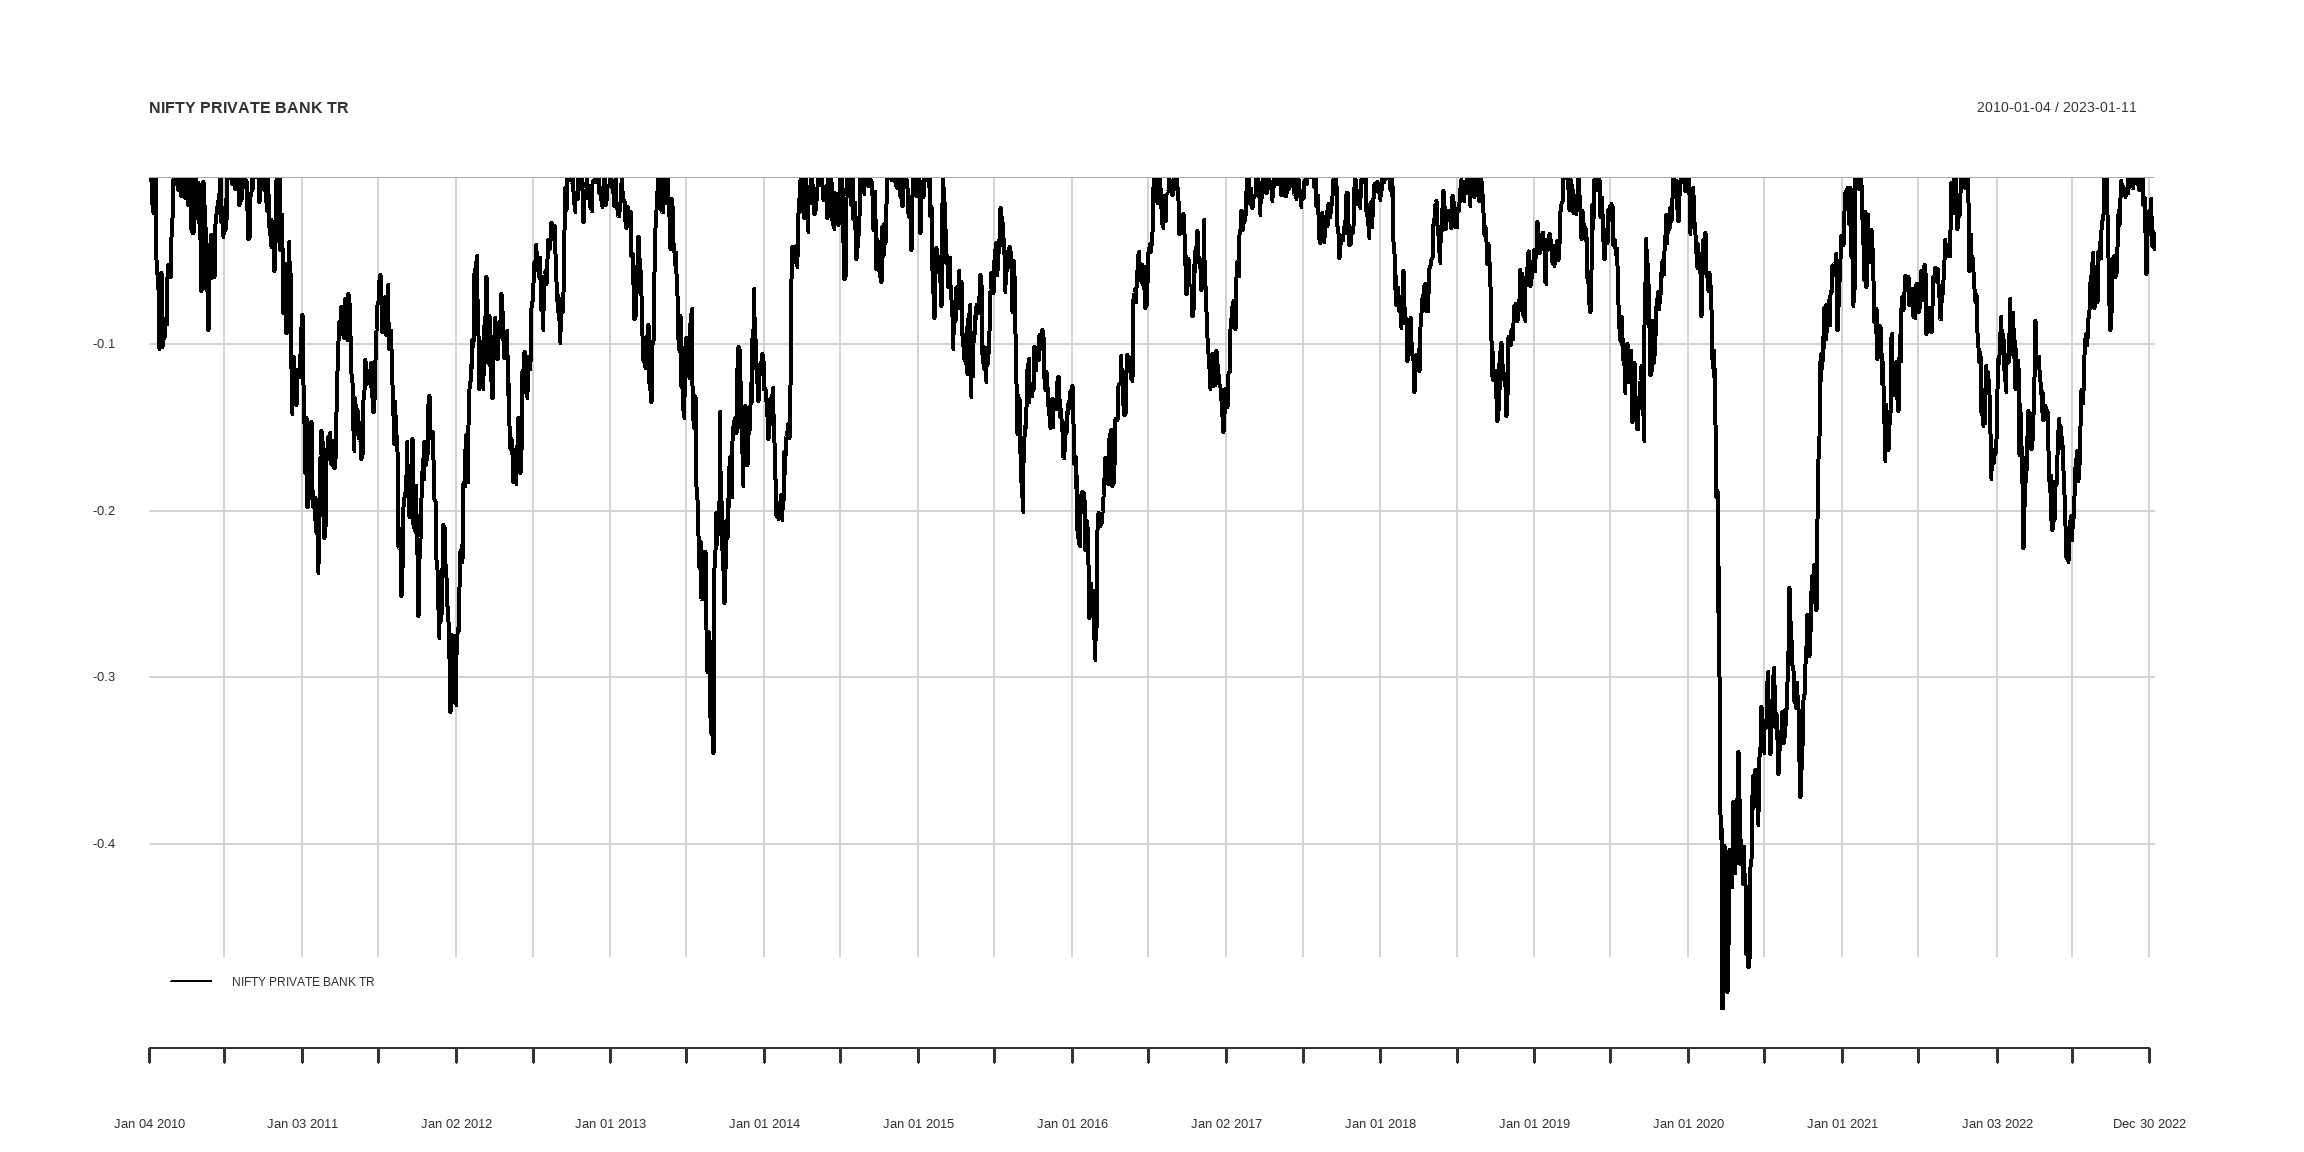 NIFTY PRIVATE BANK TR
2010-01-04 / 2023-01-11
-0.1
-0.2
-0.3
-0.4
NIFTY PRIVATE BANK TR
Jan 04 2010 Jan 03 2011 Jan 02 2012 Jan 01 2013 Jan 01 2014 Jan 01 2015 Jan 01 2016 Jan 02 2017 Jan 01 2018 Jan 01 2019 Jan 01 2020 Jan 01 2021 Jan 03 2022 Dec 30 2022